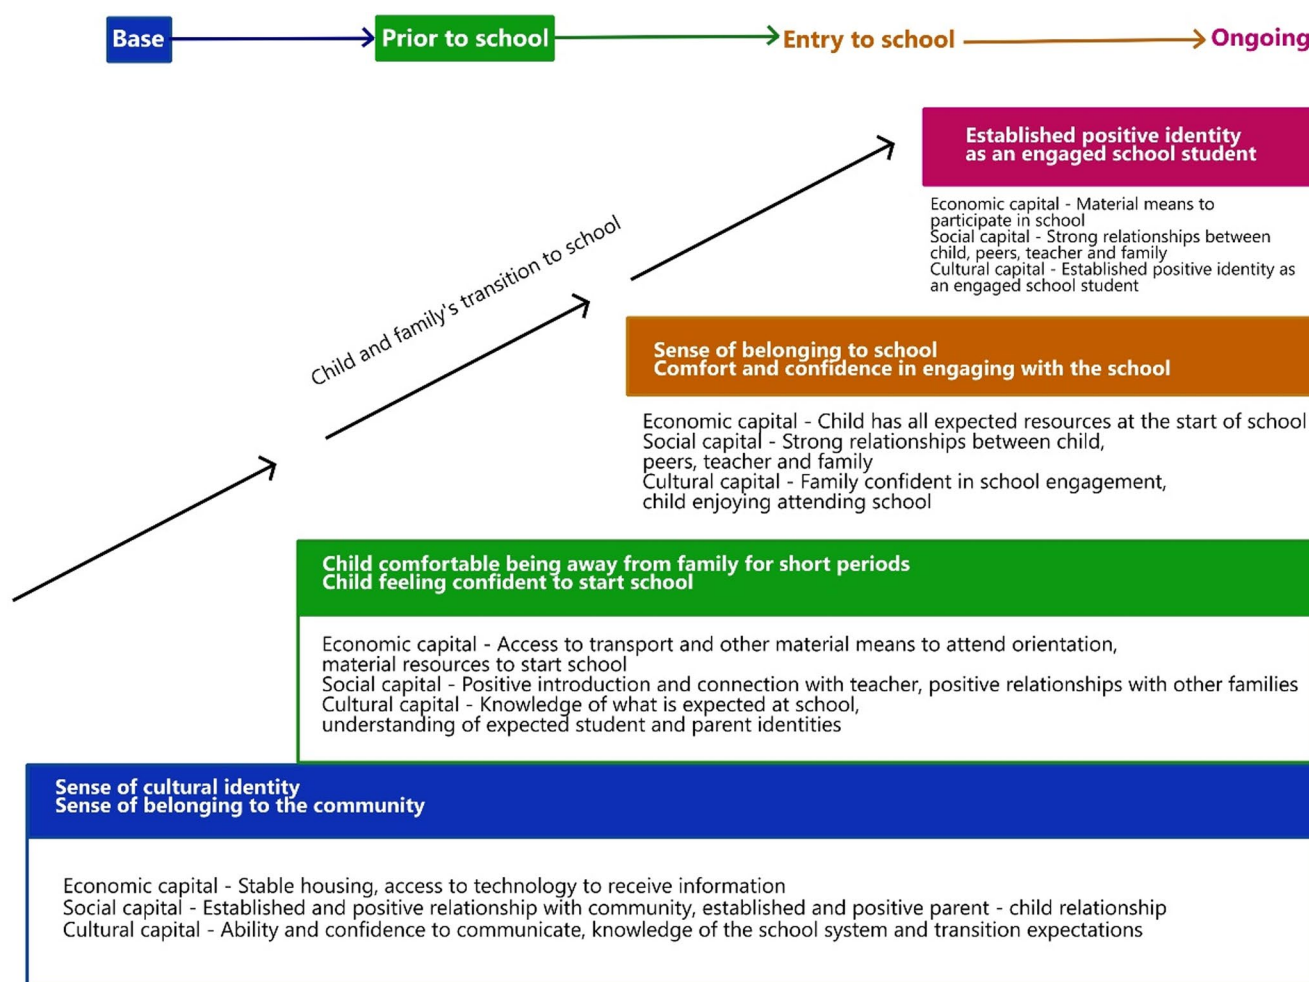 Base
Prior to school
Entry to school
Ongoing
Established positive identity
as an engaged school student
Economic capital - Material means to
participate in school
Social capital - Strong relationships between
child, peers, teacher and family
Cultural capital - Established positive identity as
an engaged school student
Child and family's transition to school
Sense of belonging to school
Comfort and confidence in engaging with the school
Economic capital - Child has all expected resources at the start of school
Social capital - Strong relationships between child,
peers, teacher and family
Cultural capital - Family confident in school engagement,
child enjoying attending school
Child comfortable being away from family for short periods
Child feeling confident to start school
Economic capital - Access to transport and other material means to attend orientation,
material resources to start school
Social capital - Positive introduction and connection with teacher, positive relationships with other families
Cultural capital - Knowledge of what is expected at school,
understanding of expected student and parent identities
Sense of cultural identity
Sense of belonging to the community
Economic capital - Stable housing, access to technology to receive information
Social capital - Established and positive relationship with community, established and positive parent - child relationship
Cultural capital - Ability and confidence to communicate, knowledge of the school system and transition expectations